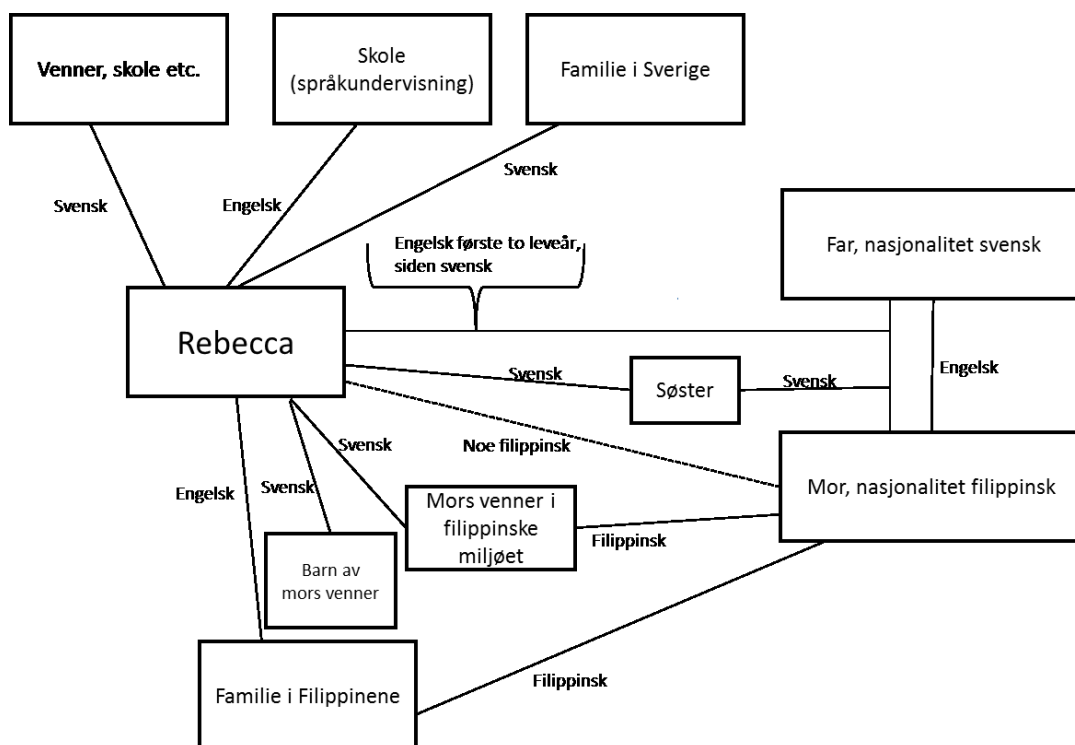 Venner, skole etc.
Skole
(språkundervisning)
Familie i Sverige
Svensk
Engelsk
Svensk
Far, nasjonalitet svensk
Engelsk første to leveår,
siden svensk
Rebecca
Svensk
Søster
Svensk
Engelsk
Noe filippinsk
Svensk
Engelsk
Svensk
Mor, nasjonalitet filippinsk
Mors venner i
filippinske
miljøet
Filippinsk
Barn av
mors venner
Familie i Filippinene
Filippinsk